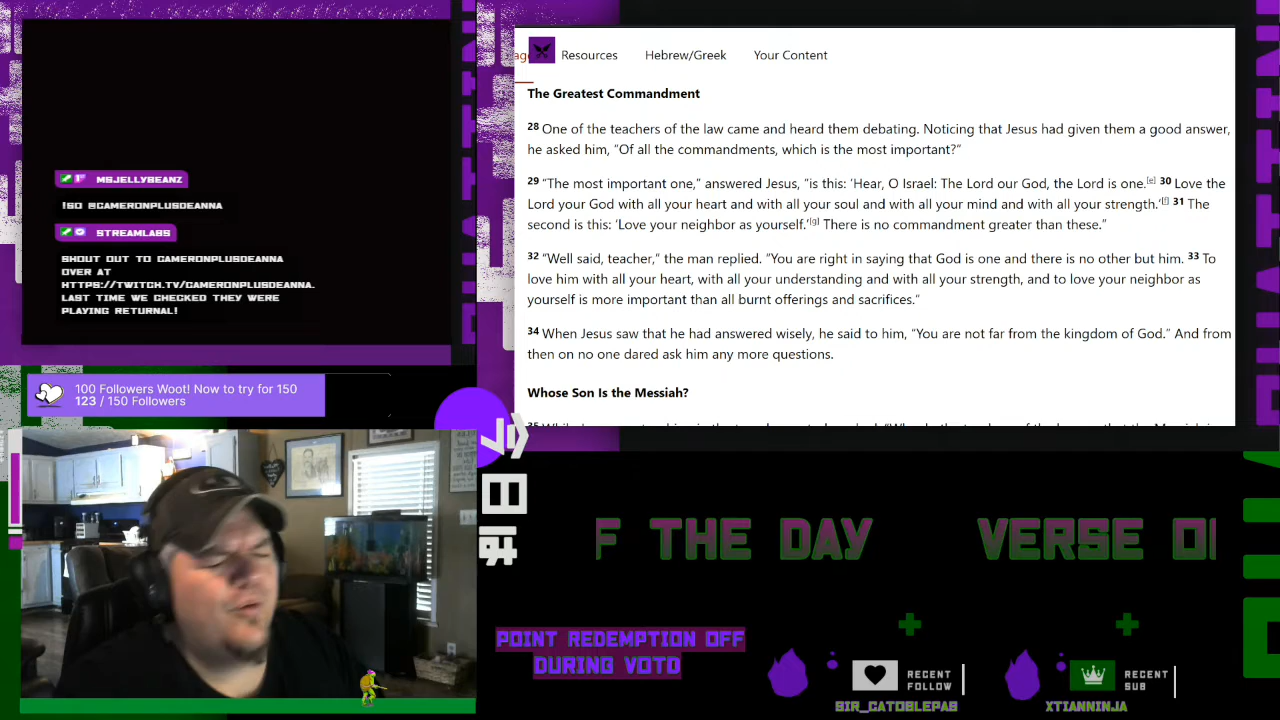 MSJELLYBEANZ
!SO @CAMERONPLUSDEANNA
STREAMLABS
SHOUT OUT TO CAMERONPLUSDEANNA
OVER AT
HTTPS://TWITCH.TV/CAMERONPLUSDEANNA.
LAST TIME WE CHECKED THEY WERE
PLAYING RETURNAL!
100 Followers Woot! Now to try for 150
123 / 150 Followers
Resources Hebrew/Greek Your Content
The Greatest Commandment
28 One of the teachers of the law came and heard them debating. Noticing that Jesus had given them a good answer,
he asked him, “Of all the commandments, which is the most important?”
29 “The most important one,” answered Jesus, “is this: ‘Hear, O Israel: The Lord our God, the Lord is one.[e] 30 Love the
Lord your God with all your heart and with all your soul and with all your mind and with all your strength.’[f] 31 The
second is this: ‘Love your neighbor as yourself.’[g] There is no commandment greater than these.”
32 “Well said, teacher,” the man replied. “You are right in saying that God is one and there is no other but him. 33 To
love him with all your heart, with all your understanding and with all your strength, and to love your neighbor as
yourself is more important than all burnt offerings and sacrifices.”
34 When Jesus saw that he had answered wisely, he said to him, “You are not far from the kingdom of God.” And from
then on no one dared ask him any more questions.
Whose Son Is the Messiah?
F THE DAY VERSE O
POINT REDEMPTION OFF
DURING VOTD
RECENT
FOLLOW
SIR_CATOBLEPAS
RECENT
SUB
XTIANNINJA